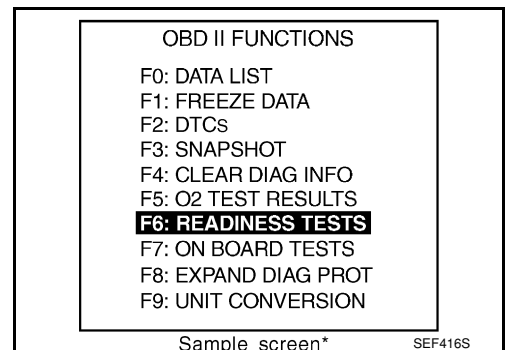 OBD II FUNCTIONS
F0: DATA LIST
F1: FREEZE DATA
F2: DTCs
F3: SNAPSHOT
F4: CLEAR DIAG INFO
F5: O2 TEST RESULTS
F6: READINESS TESTS
F7: ON BOARD TESTS
F8: EXPAND DIAG PROT
F9: UNIT CONVERSION
Sample screen* SEF416S